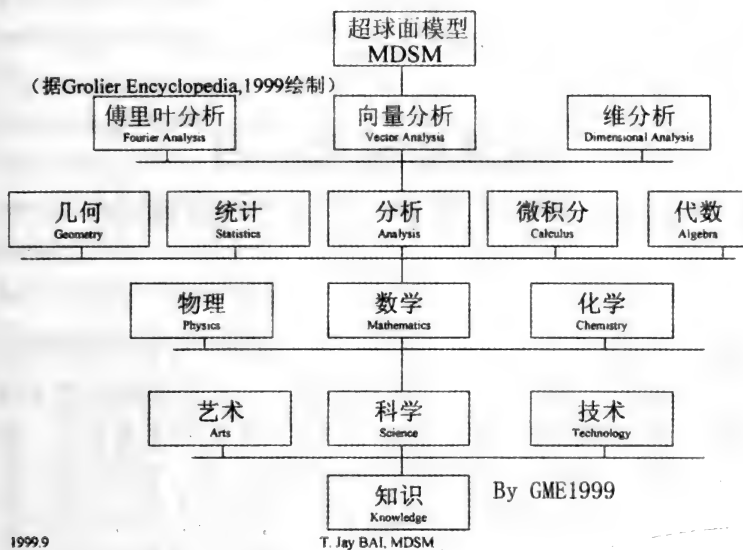 超球面模型
MDSM
（据Grolier Encyclopedia,1999绘制）
傅里叶分析
Fourier Analysis
向量分析
Vector Analysis
维分析
Dimensional Analysis
几何
Geometry
统计
Statistics
分析
Analysis
微积分
Calculus
代数
Algebra
物理
Physics
数学
Mathematics
化学
Chemistry
艺术
Arts
科学
Science
技术
Technology
知识
Knowledge
By GME1999
1999.9
T. Jay BAI, MDSM